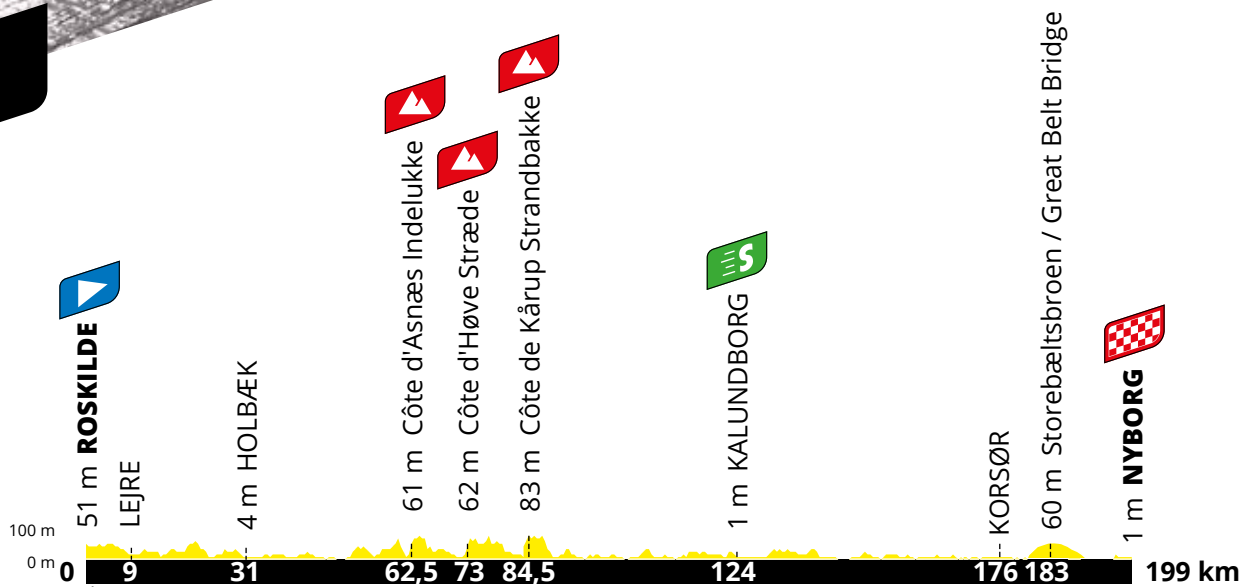 51 m ROSKILDE
LEJRE
4 m HOLBÆK
61 m Côte d'Asnæs Indelukke
62 m Côte d'Høve Stræde
83 m Côte de Kårup Strandbakke
S
1 m KALUNDBORG
KORSØR
60 m Storebæltsbroen / Great Belt Bridge
1 m NYBORG
100 m
0 m
0 9 31 62,5 73 84,5 124 176 183 199 km